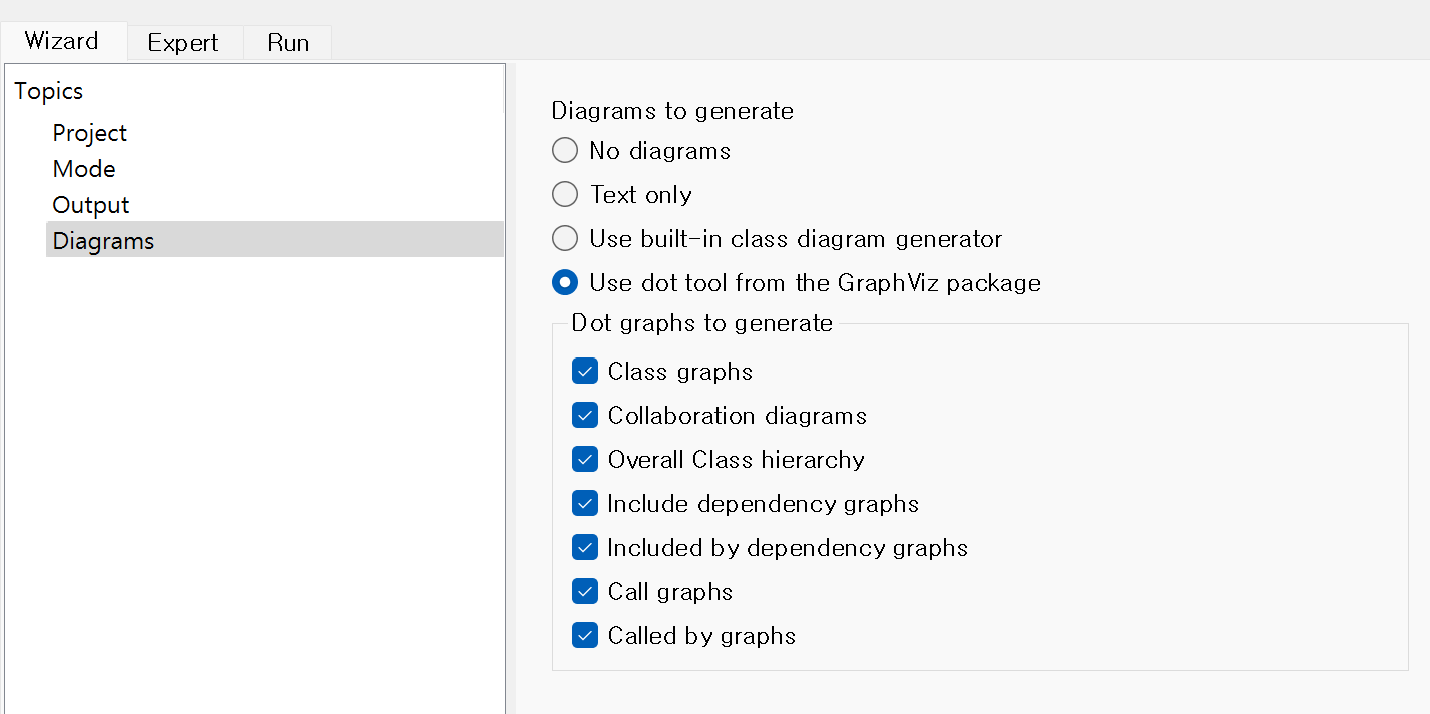 Wizard Expert Run
Topics
Project
Mode
Output
Diagrams
Diagrams to generate
No diagrams
Text only
Use built-in class diagram generator
Use dot tool from the GraphViz package
Dot graphs to generate
Class graphs
Collaboration diagrams
Overall Class hierarchy
Include dependency graphs
Included by dependency graphs
Call graphs
Called by graphs